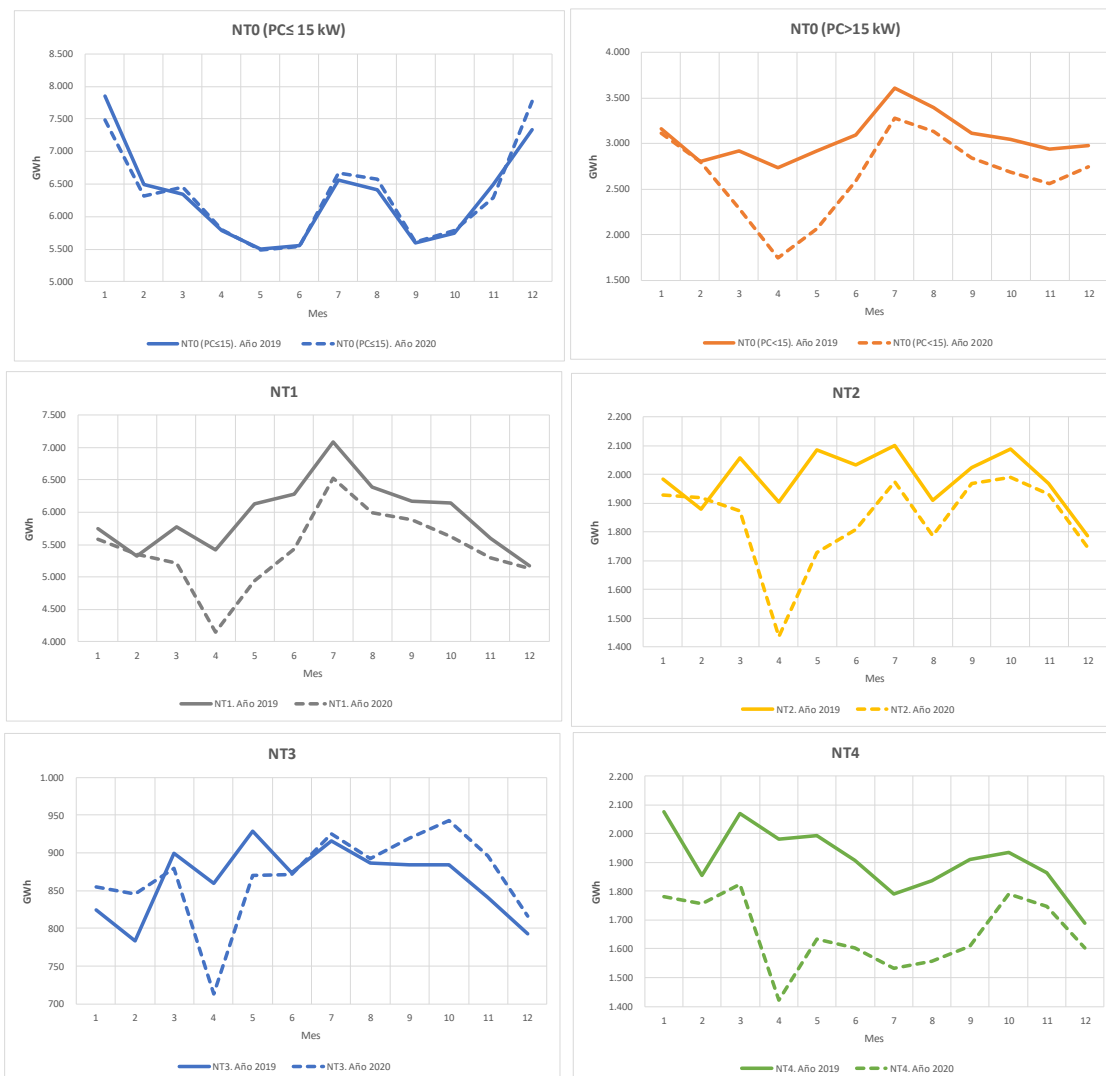 NT0 (PC≤ 15 kW)
8.500
8.000
7.500
7.000
6.500
6.000
5.500
5.000
GWh
1 2 3 4 5 6 7 8 9 10 11 12
Mes
NT0 (PC≤15). Año 2019 NT0 (PC≤15). Año 2020
NT0 (PC>15 kW)
4.000
3.500
3.000
2.500
2.000
1.500
GWh
1 2 3 4 5 6 7 8 9 10 11 12
Mes
NT0 (PC<15). Año 2019 NT0 (PC<15). Año 2020
NT1
7.500
7.000
6.500
6.000
5.500
5.000
4.500
4.000
GWh
1 2 3 4 5 6 7 8 9 10 11 12
Mes
NT1. Año 2019 NT1. Año 2020
NT2
2.200
2.100
2.000
1.900
1.800
1.700
1.600
1.500
1.400
GWh
1 2 3 4 5 6 7 8 9 10 11 12
Mes
NT2. Año 2019 NT2. Año 2020
NT3
1.000
950
900
850
800
750
700
GWh
1 2 3 4 5 6 7 8 9 10 11 12
Mes
NT3. Año 2019 NT3. Año 2020
NT4
2.200
2.100
2.000
1.900
1.800
1.700
1.600
1.500
1.400
GWh
1 2 3 4 5 6 7 8 9 10 11 12
Mes
NT4. Año 2019 NT4. Año 2020